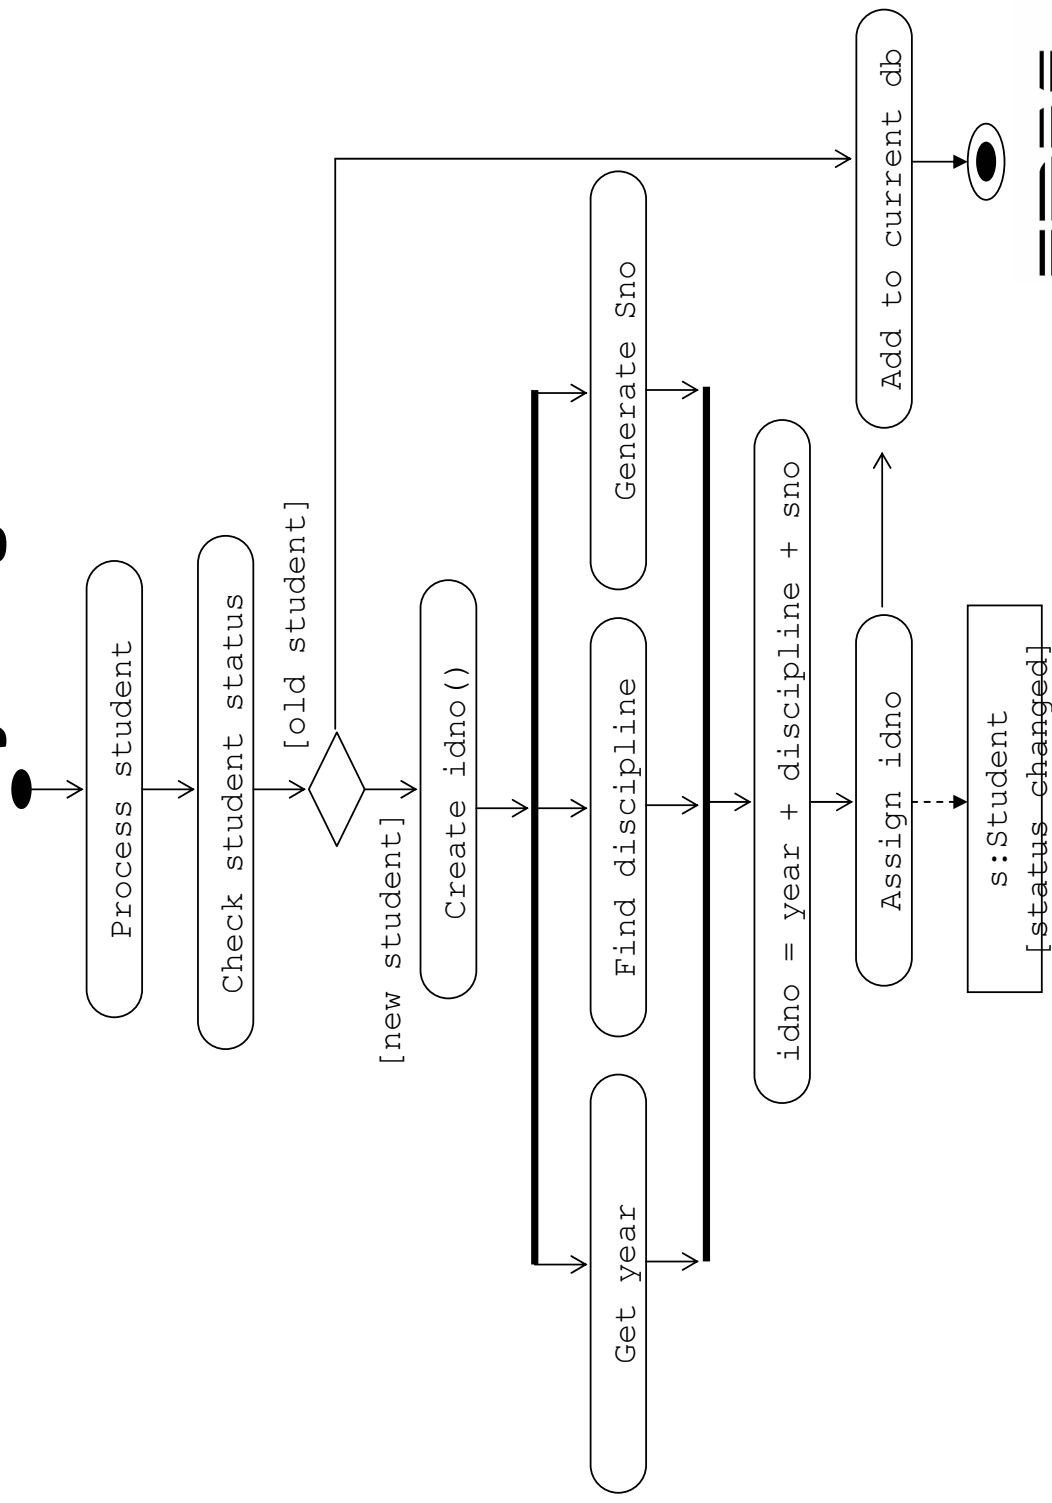 Process student
Check student status
[old student]
[new student]
Create idno()
Get year
Find discipline
Generate Sno
idno = year + discipline + sno
Assign idno
Add to current db
s:Student
[status changed]